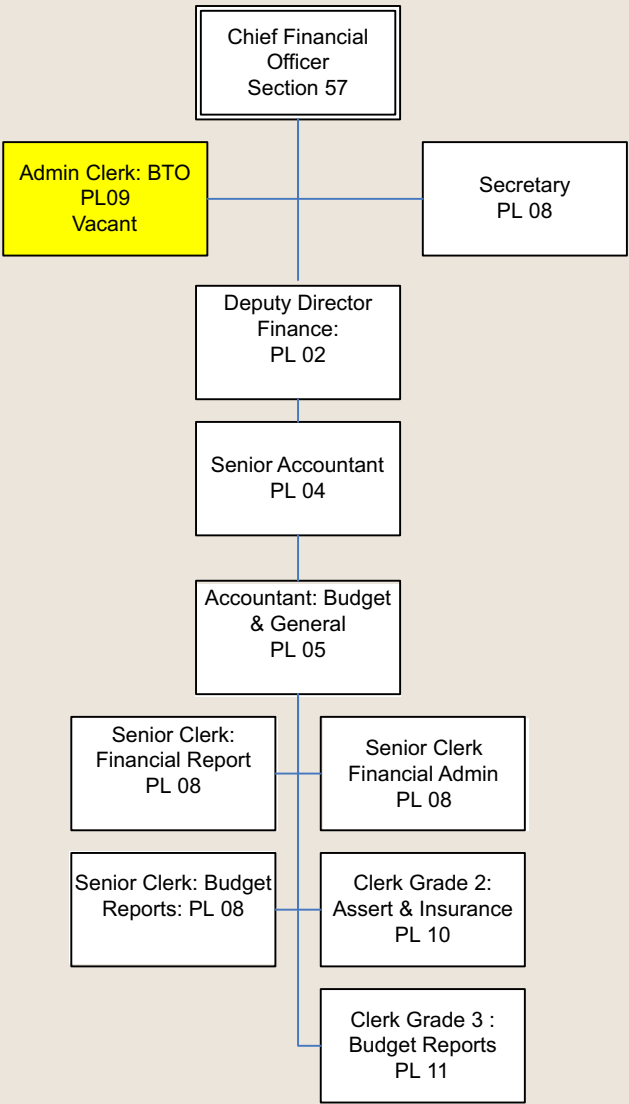 Chief Financial
Officer
Section 57
Admin Clerk: BTO
PL09
Vacant
Secretary
PL 08
Deputy Director
Finance:
PL 02
Senior Accountant
PL 04
Accountant: Budget
& General
PL 05
Senior Clerk:
Financial Report
PL 08
Senior Clerk
Financial Admin
PL 08
Senior Clerk: Budget
Reports: PL 08
Clerk Grade 2:
Assert & Insurance
PL 10
Clerk Grade 3 :
Budget Reports
PL 11